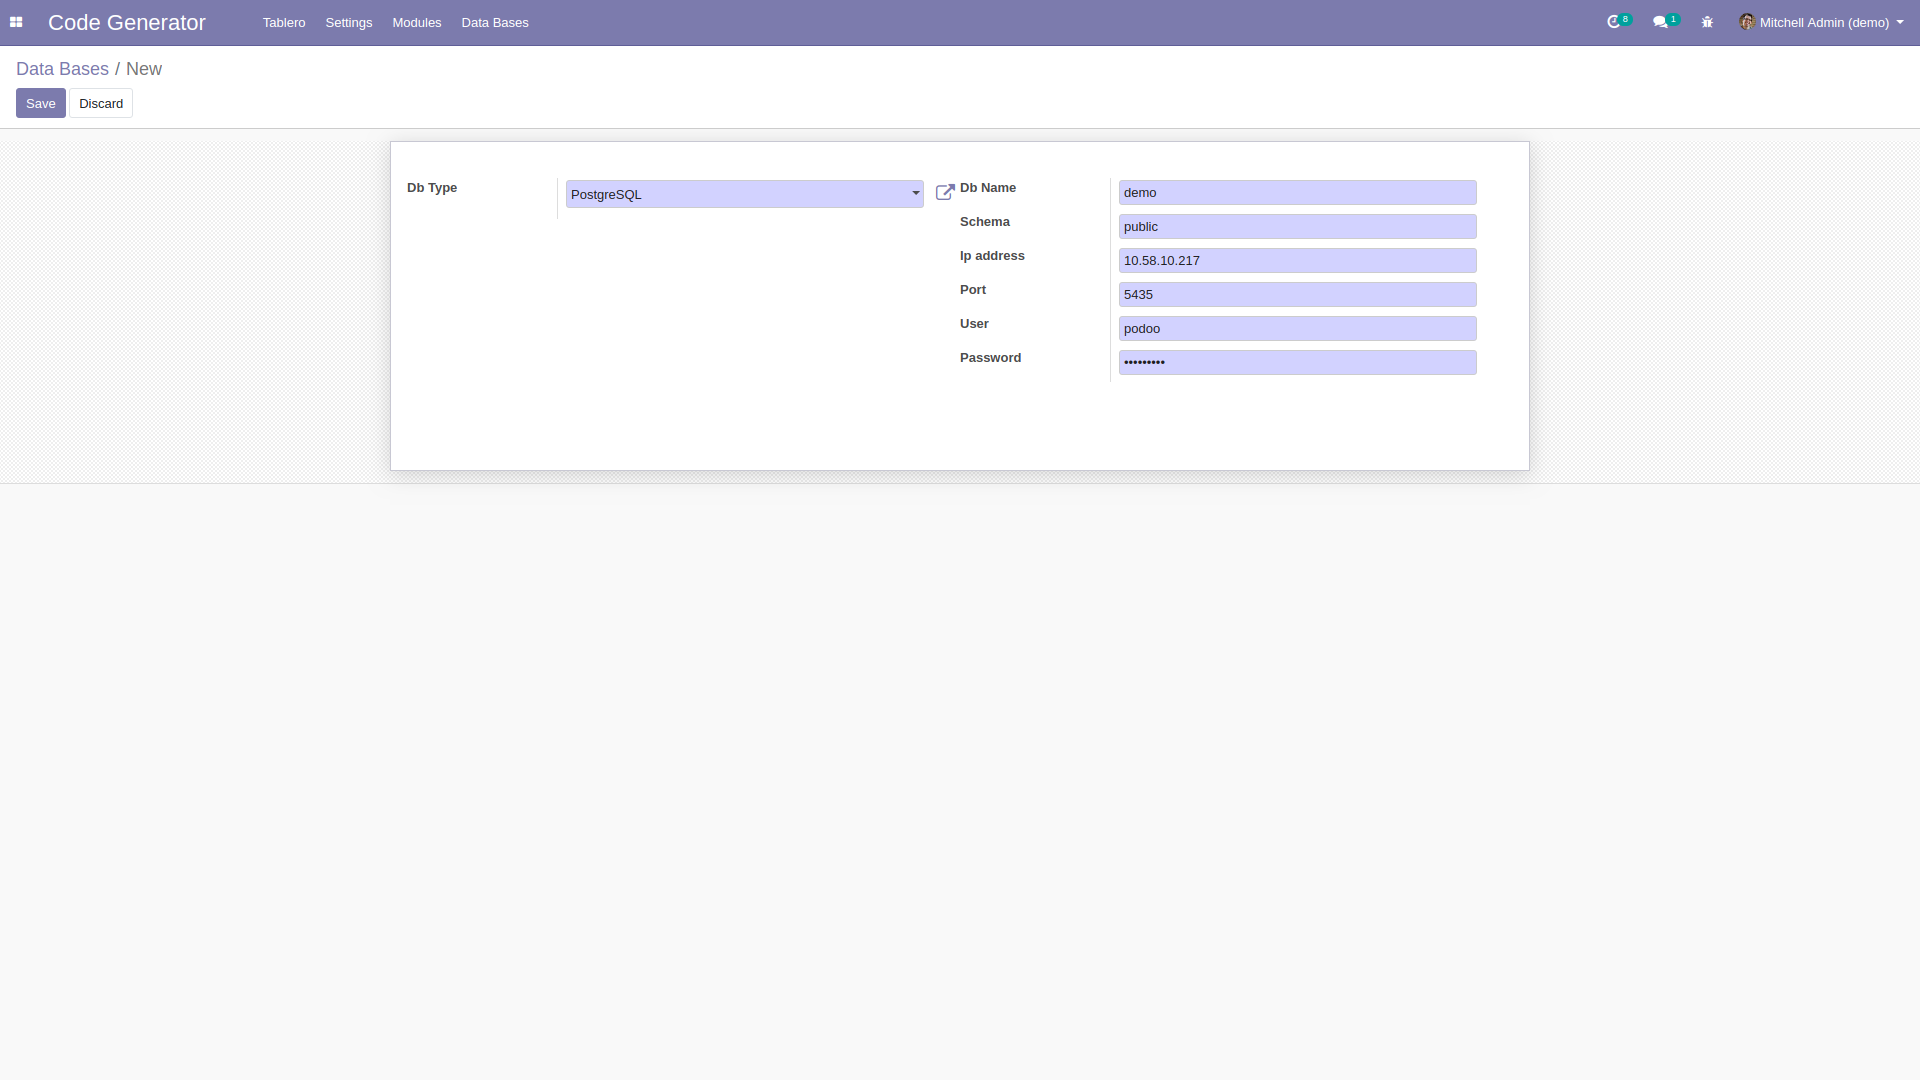 Code Generator Tablero Settings Modules Data Bases 8 1 Mitchell Admin (demo)
Data Bases / New
Save Discard
Db Type PostgreSQL Db Name demo
Schema public
Ip address 10.58.10.217
Port 5435
User podoo
Password •••••••••